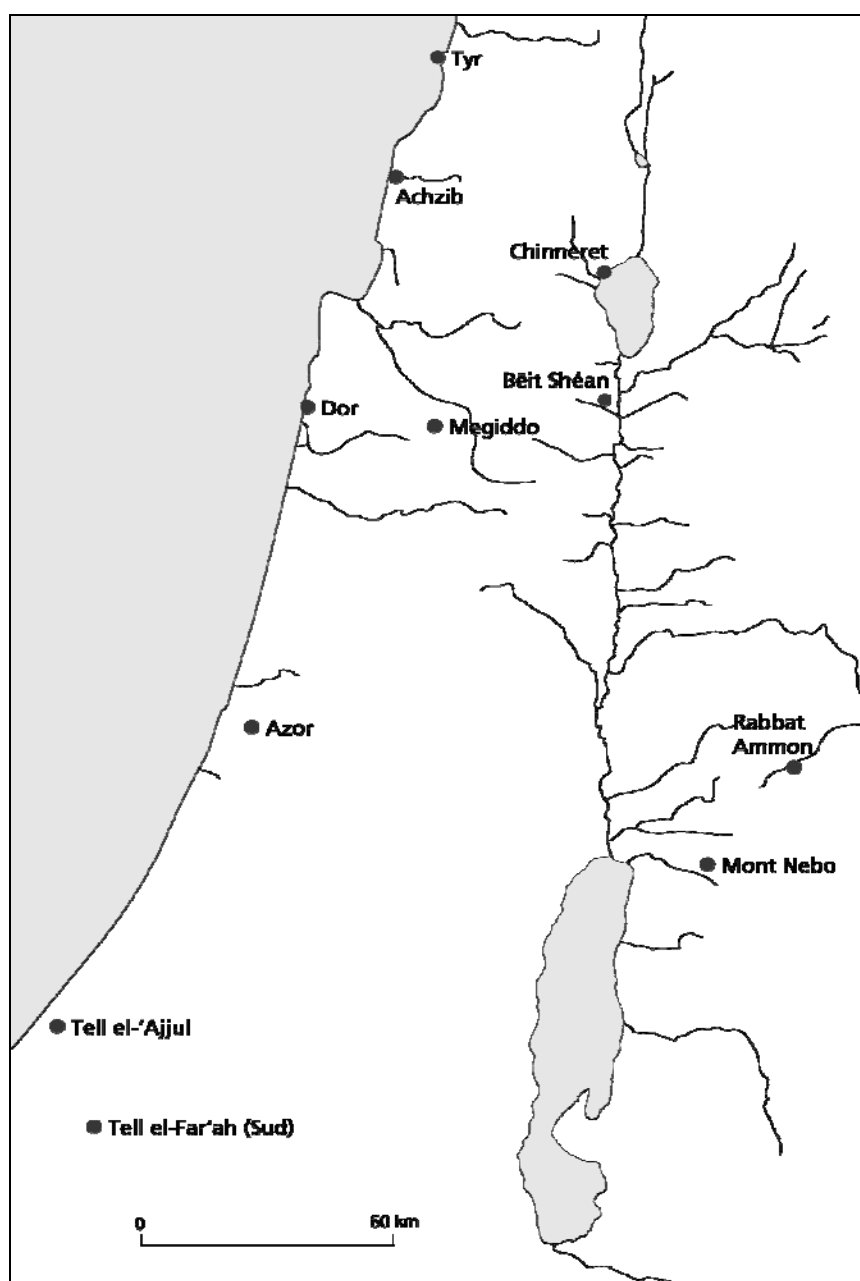 Tyr
Achzib
Chinneret
Bēit Shéan
Dor
Megiddo
Azor
Rabbat
Ammon
Mont Nebo
Tell el-‘Ajjul
Tell el-Far‘ah (Sud)
0 60 km